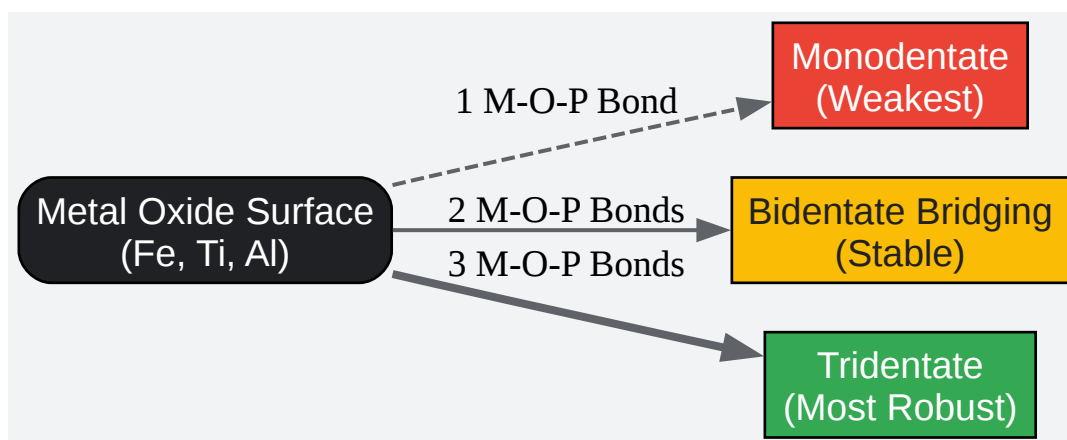 Monodentate
(Weakest)
1 M-O-P Bond
Metal Oxide Surface
(Fe, Ti, Al)
2 M-O-P Bonds
Bidentate Bridging
(Stable)
3 M-O-P Bonds
Tridentate
(Most Robust)